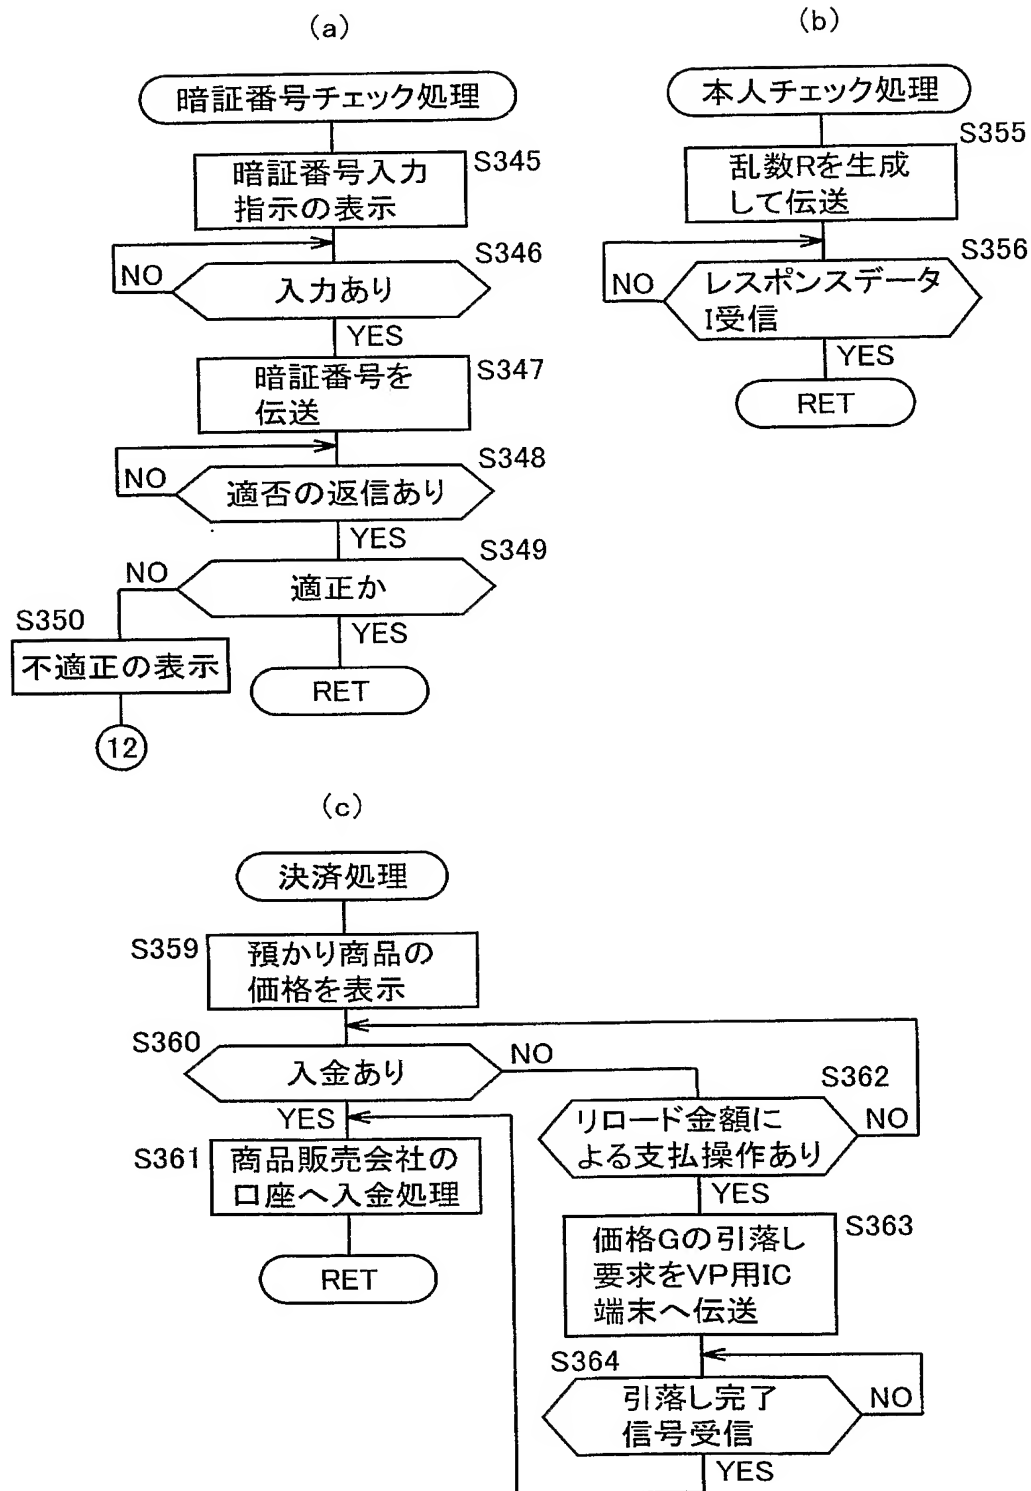 (a)
暗証番号チェック処理
S345
暗証番号入力
指示の表示
S346
NO
入力あり
YES
S347
暗証番号を
伝送
S348
NO
適否の返信あり
YES
S349
NO
適正か
YES
S350
不適正の表示
RET
12
(b)
本人チェック処理
S355
乱数Rを生成
して伝送
S356
NO
レスポンスデータ
I受信
YES
RET
(c)
決済処理
S359
預かり商品の
価格を表示
S360
入金あり
NO
YES
S361
商品販売会社の
口座へ入金処理
RET
S362
リロード金額に
よる支払操作あり
NO
YES
S363
価格Gの引落し
要求をVP用IC
端末へ伝送
S364
引落し完了
信号受信
NO
YES